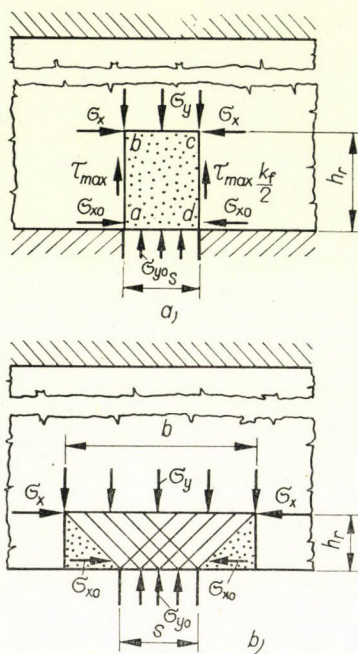 σx σy σx
b c
τmax τmax kf/2
σx0 a d σx0
hr
σy0 s
a)
b
σx σy σx
σx0 σx0
hr
σy0
s b)